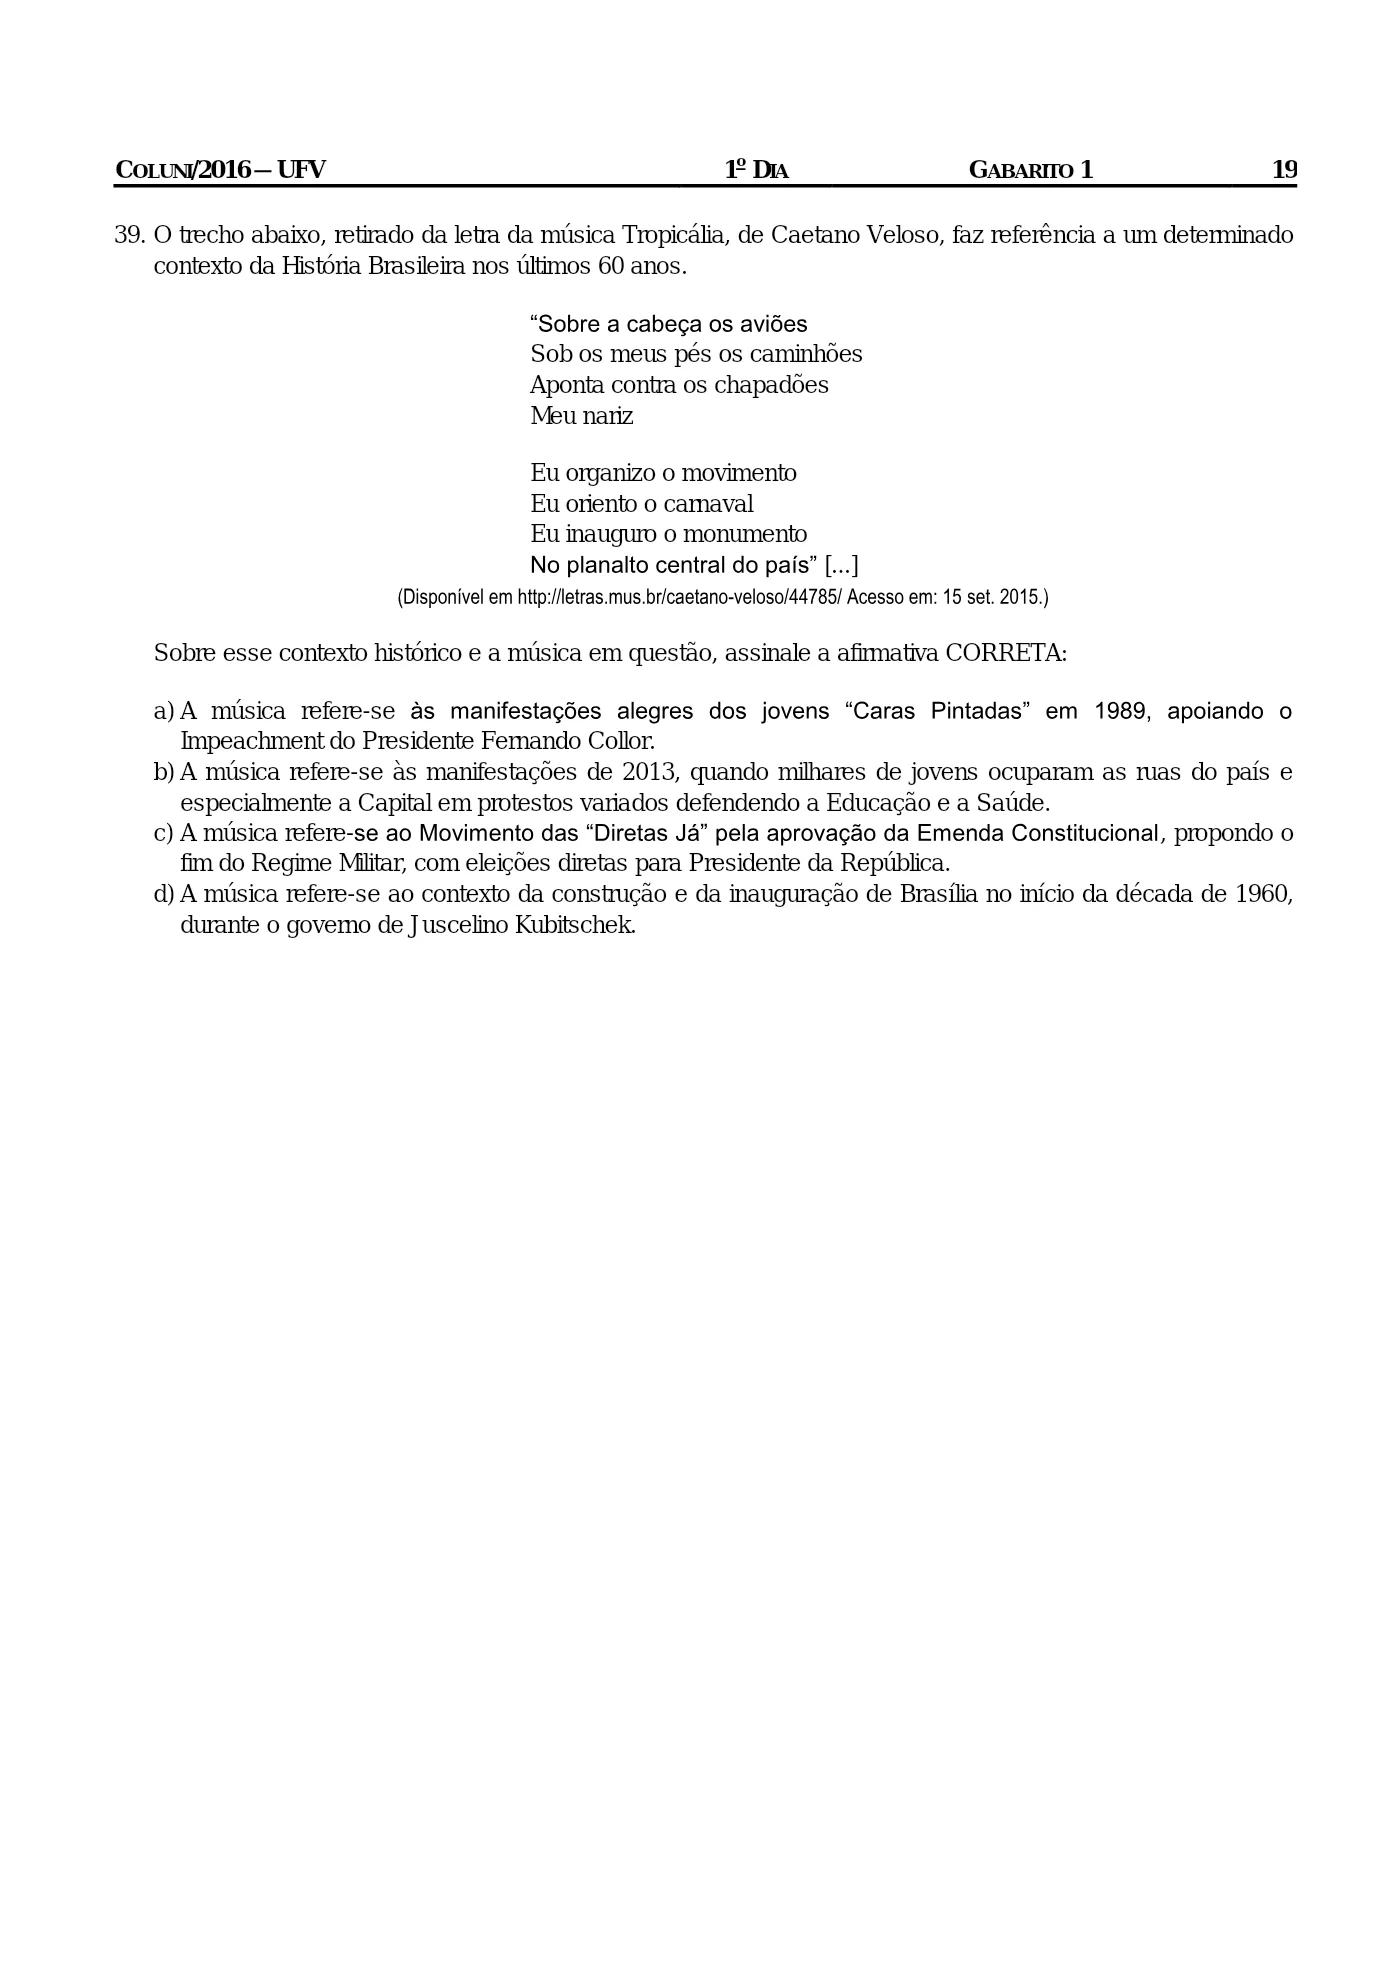 COLUNI/2016 — UFV 1º DIA GABARITO 1 19
39. O trecho abaixo, retirado da letra da música Tropicália, de Caetano Veloso, faz referência a um determinado
contexto da História Brasileira nos últimos 60 anos.
“Sobre a cabeça os aviões
Sob os meus pés os caminhões
Aponta contra os chapadões
Meu nariz
Eu organizo o movimento
Eu oriento o carnaval
Eu inauguro o monumento
No planalto central do país” [...]
(Disponível em http://letras.mus.br/caetano-veloso/44785/ Acesso em: 15 set. 2015.)
Sobre esse contexto histórico e a música em questão, assinale a afirmativa CORRETA:
a) A música refere-se às manifestações alegres dos jovens “Caras Pintadas” em 1989, apoiando o
Impeachment do Presidente Fernando Collor.
b) A música refere-se às manifestações de 2013, quando milhares de jovens ocuparam as ruas do país e
especialmente a Capital em protestos variados defendendo a Educação e a Saúde.
c) A música refere-se ao Movimento das “Diretas Já” pela aprovação da Emenda Constitucional, propondo o
fim do Regime Militar, com eleições diretas para Presidente da República.
d) A música refere-se ao contexto da construção e da inauguração de Brasília no início da década de 1960,
durante o governo de Juscelino Kubitschek.